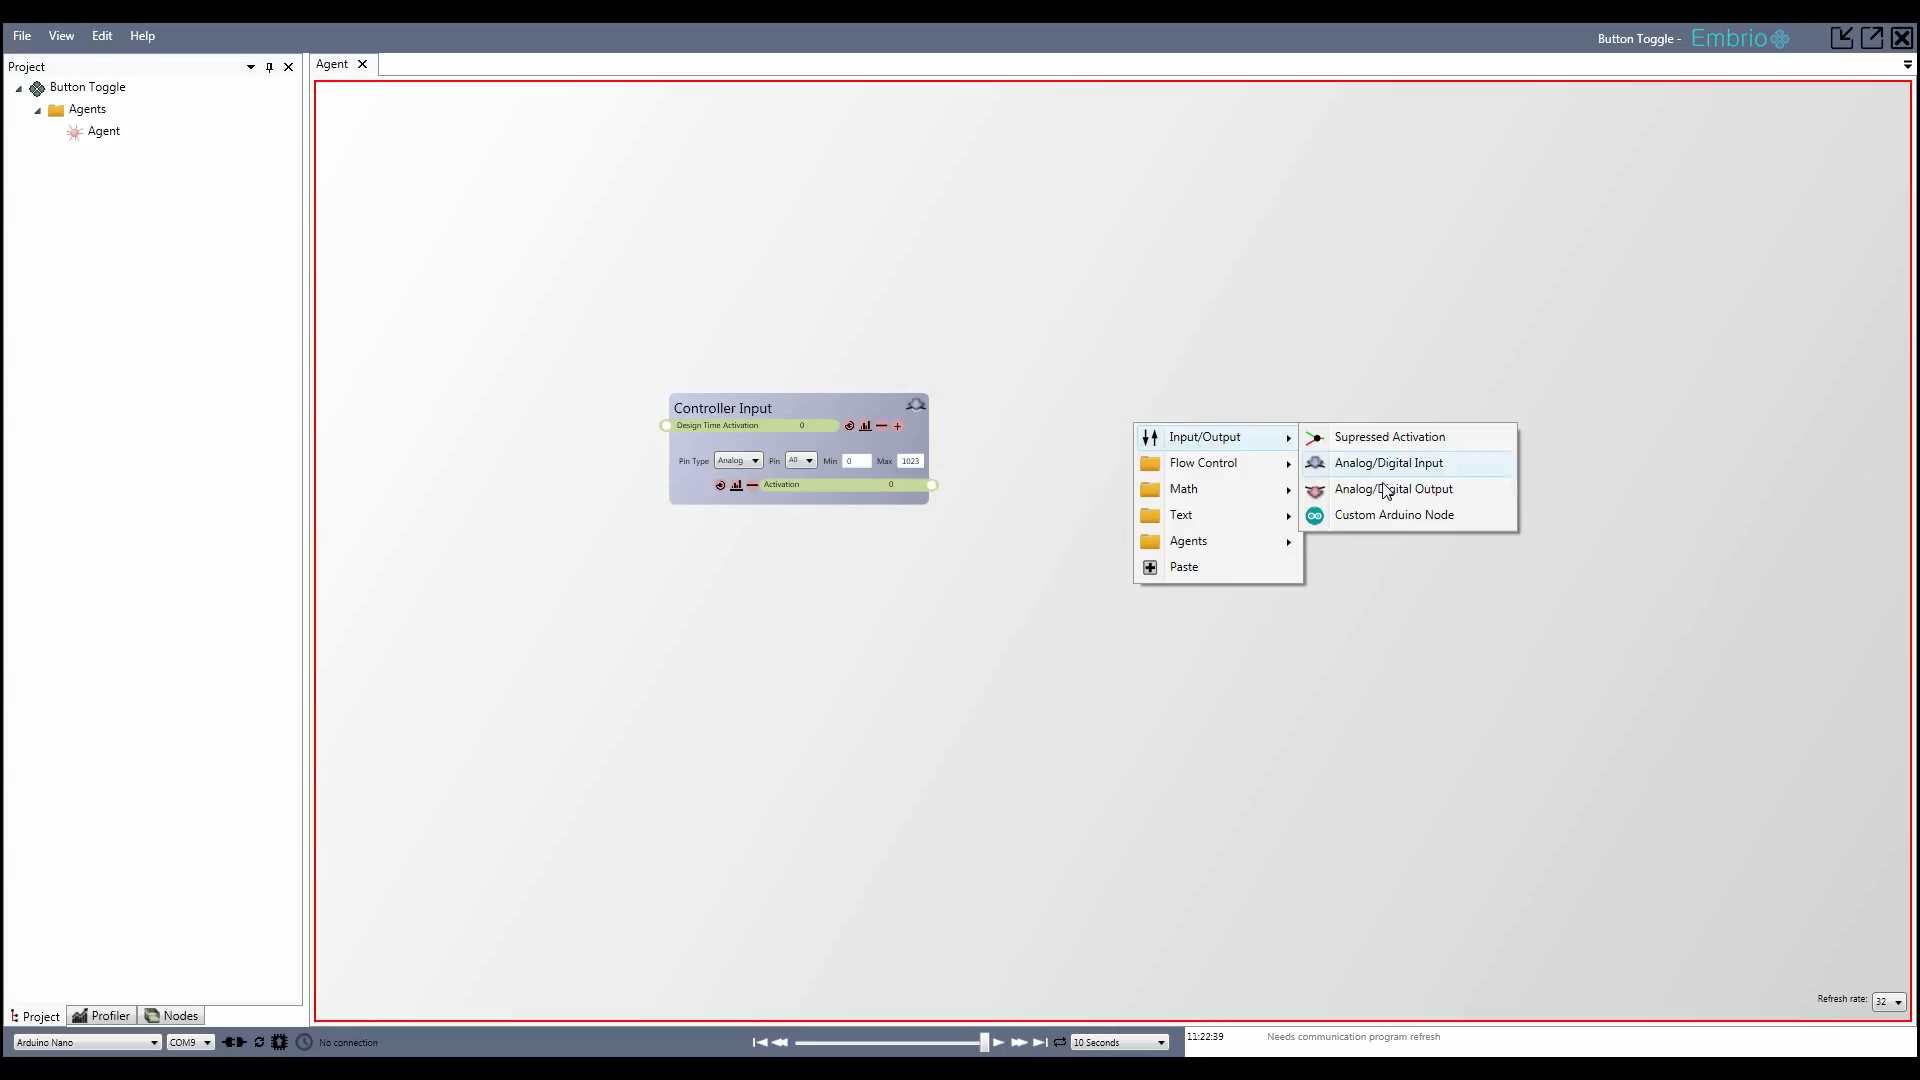 File View Edit Help
Button Toggle - Embrio
Project
Agent
Button Toggle
Agents
Agent
Controller Input
Design Time Activation 0
Pin Type Analog Pin All Min 0 Max 1023
Activation 0
Input/Output
Flow Control
Math
Text
Agents
Paste
Supressed Activation
Analog/Digital Input
Analog/Digital Output
Custom Arduino Node
Refresh rate: 32
Project Profiler Nodes
Arduino Nano COM9 No connection 10 Seconds 11:22:39 Needs communication program refresh